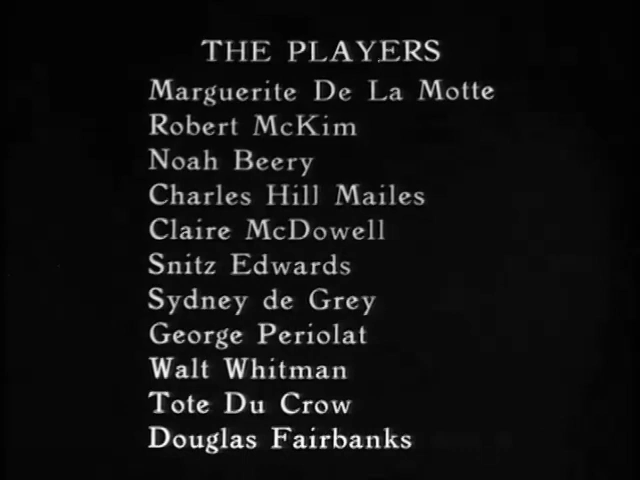 THE PLAYERS
Marguerite De La Motte
Robert McKim
Noah Beery
Charles Hill Mailes
Claire McDowell
Snitz Edwards
Sydney de Grey
George Periolat
Walt Whitman
Tote Du Crow
Douglas Fairbanks